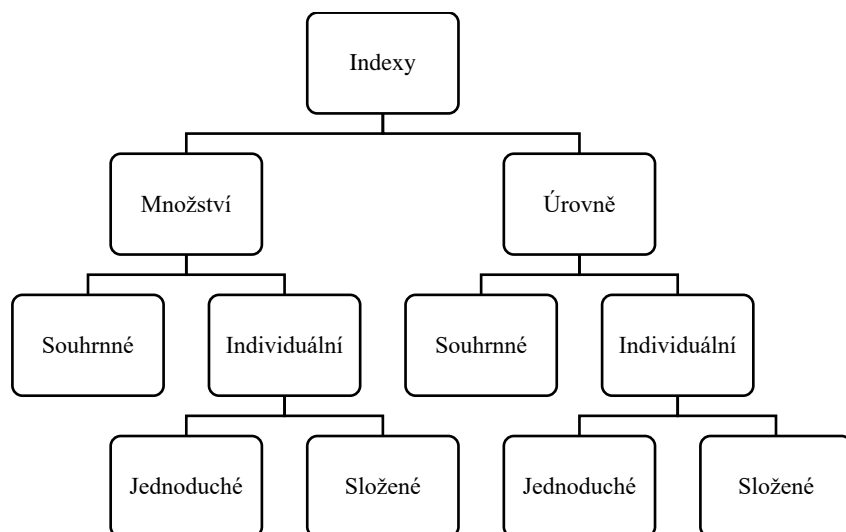 Indexy
Množství
Úrovně
Souhrnné
Individuální
Souhrnné
Individuální
Jednoduché
Složené
Jednoduché
Složené